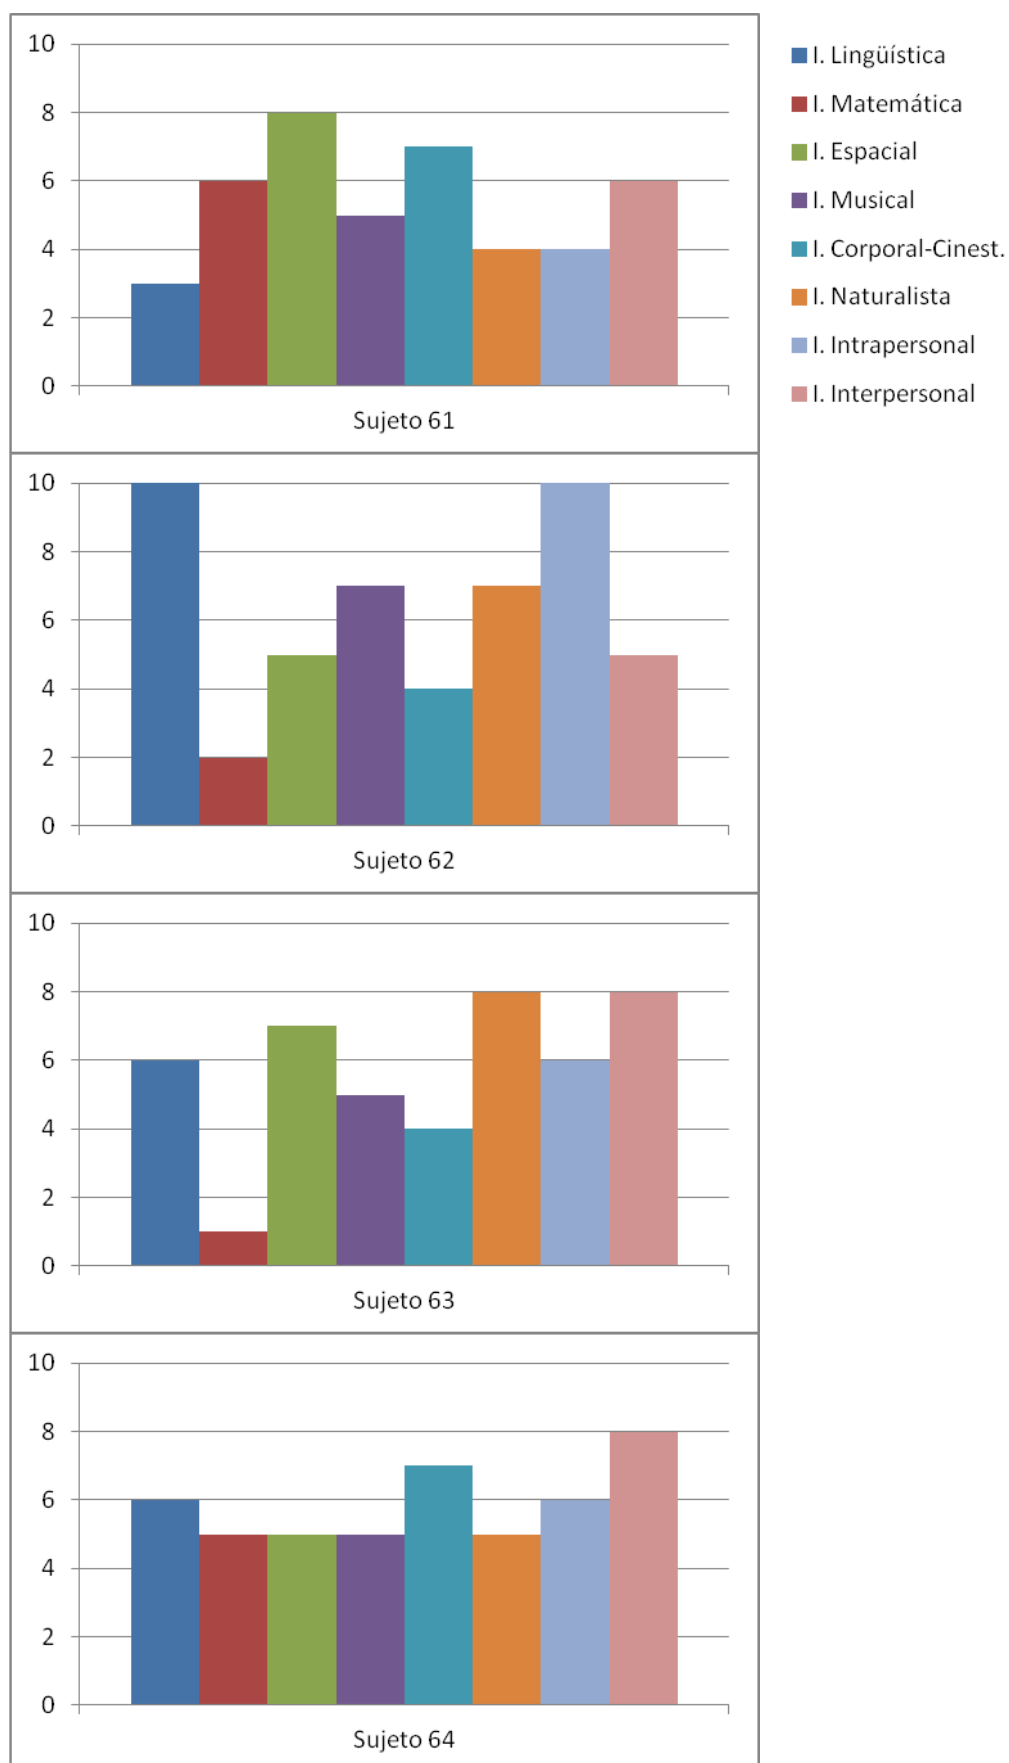 10
8
6
4
2
0
Sujeto 61
I. Lingüística
I. Matemática
I. Espacial
I. Musical
I. Corporal-Cinest.
I. Naturalista
I. Intrapersonal
I. Interpersonal
10
8
6
4
2
0
Sujeto 62
10
8
6
4
2
0
Sujeto 63
10
8
6
4
2
0
Sujeto 64